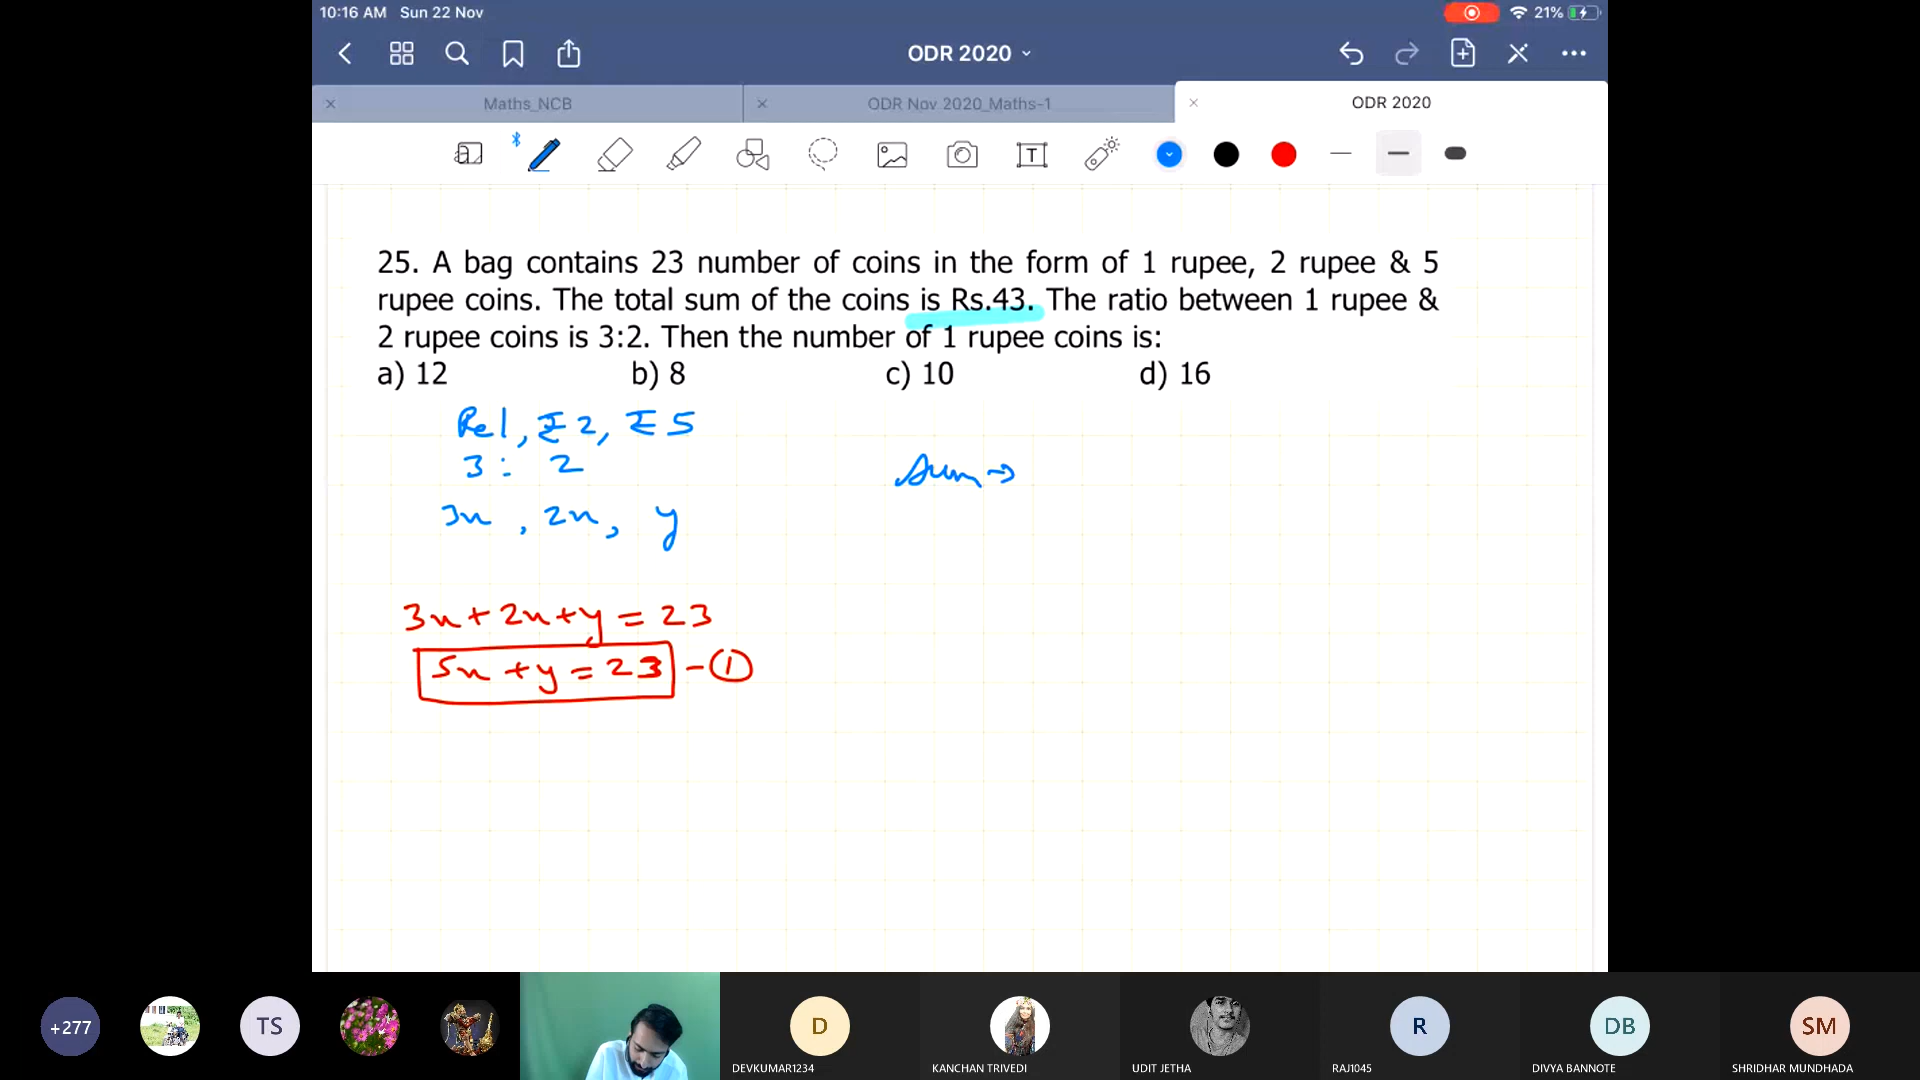 10:16 AM Sun 22 Nov
21%
ODR 2020
Maths_NCB
ODR Nov 2020_Maths-1
ODR 2020
25. A bag contains 23 number of coins in the form of 1 rupee, 2 rupee & 5
rupee coins. The total sum of the coins is Rs.43. The ratio between 1 rupee &
2 rupee coins is 3:2. Then the number of 1 rupee coins is:
a) 12 b) 8 c) 10 d) 16
Re1, ₹2, ₹5
3 : 2
Sum →
3x, 2x, y
3x + 2x + y = 23
5x + y = 23 - ①
+277
TS
D
R
DB
SM
DEVKUMAR1234
KANCHAN TRIVEDI
UDIT JETHA
RAJ1045
DIVYA BANNOTE
SHRIDHAR MUNDHADA